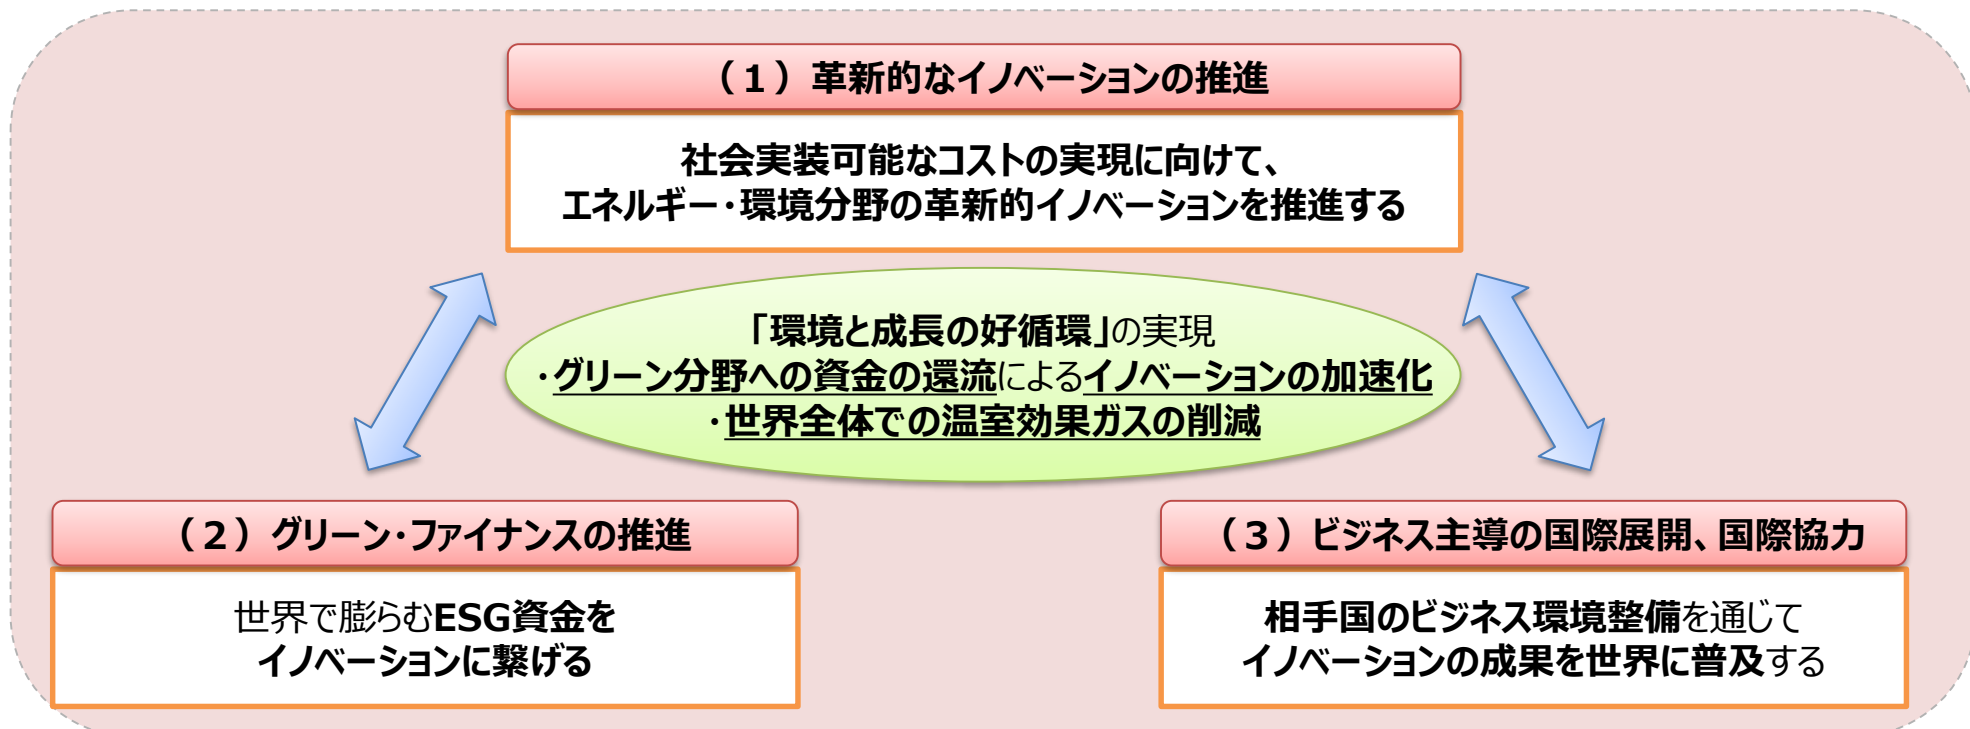 （１）革新的なイノベーションの推進
社会実装可能なコストの実現に向けて、
エネルギー・環境分野の革新的イノベーションを推進する
「環境と成長の好循環」の実現
・グリーン分野への資金の還流によるイノベーションの加速化
・世界全体での温室効果ガスの削減
（２）グリーン・ファイナンスの推進
世界で膨らむESG資金を
イノベーションに繋げる
（３）ビジネス主導の国際展開、国際協力
相手国のビジネス環境整備を通じて
イノベーションの成果を世界に普及する